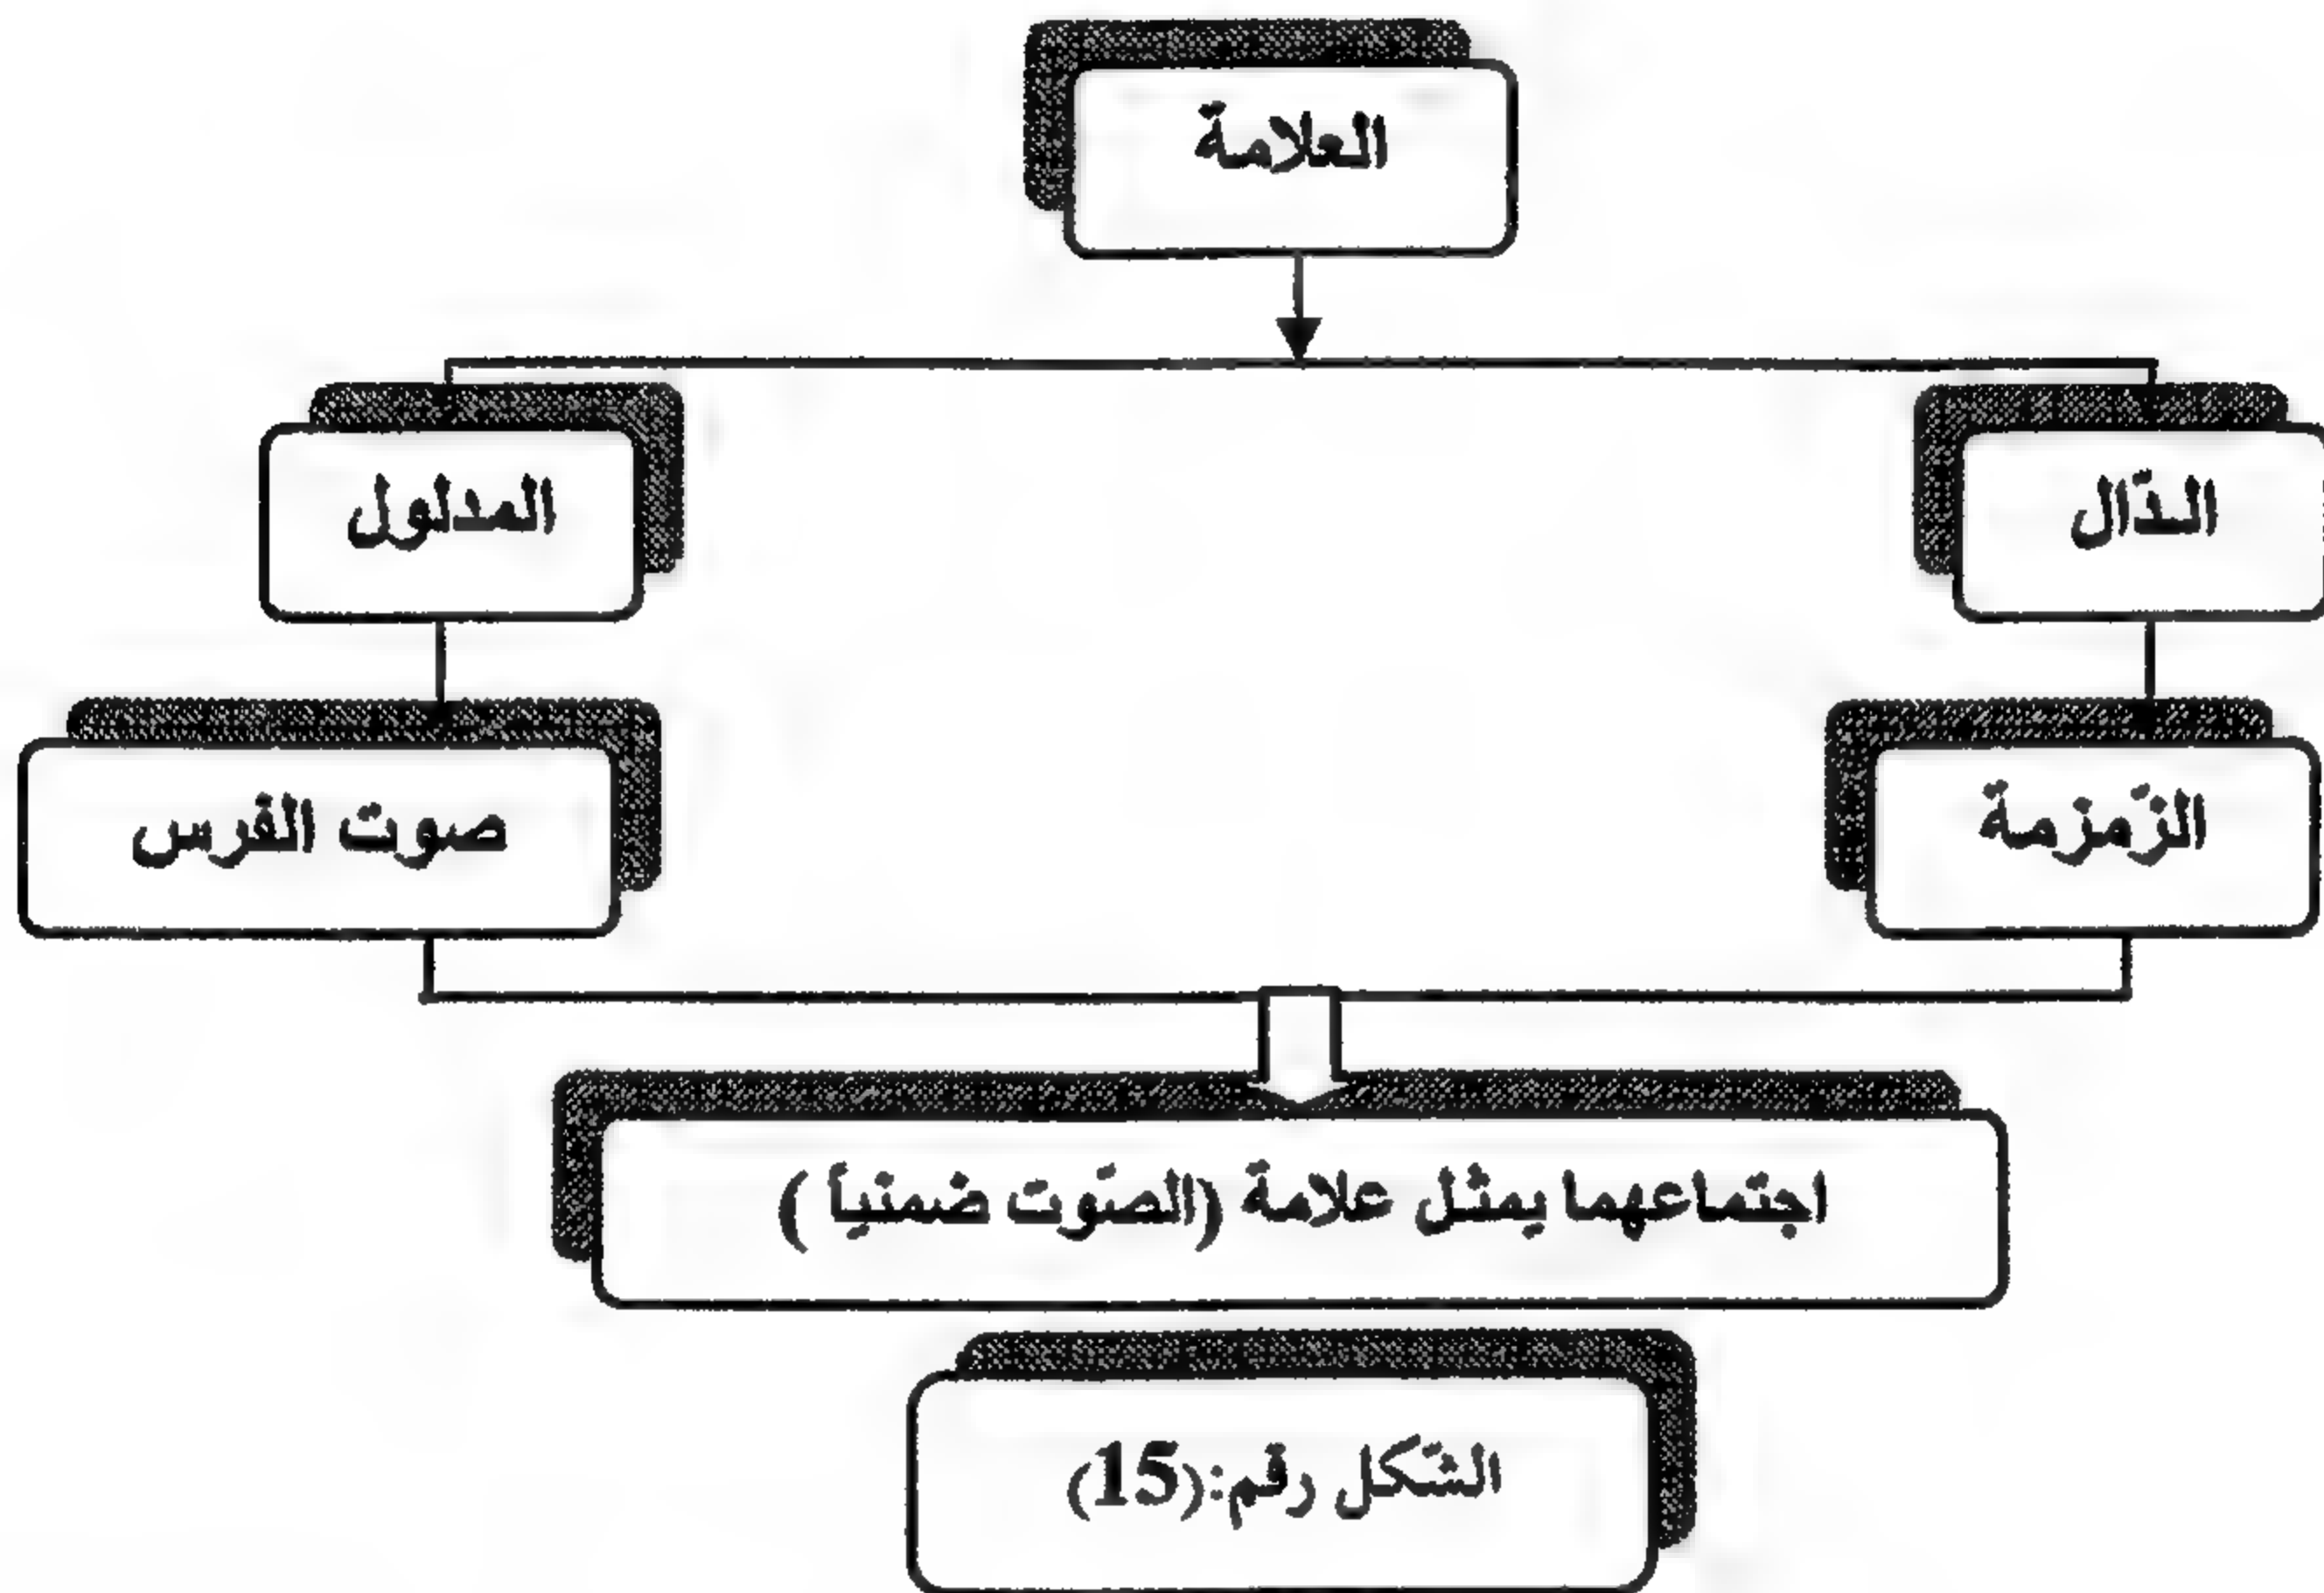 العلامة
الدّال
المدلول
الزّمزمة
صوت الفرس
اجتماعهما يمثل علامة (الصّوت ضمنياً )
الشّكل رقم:(15)